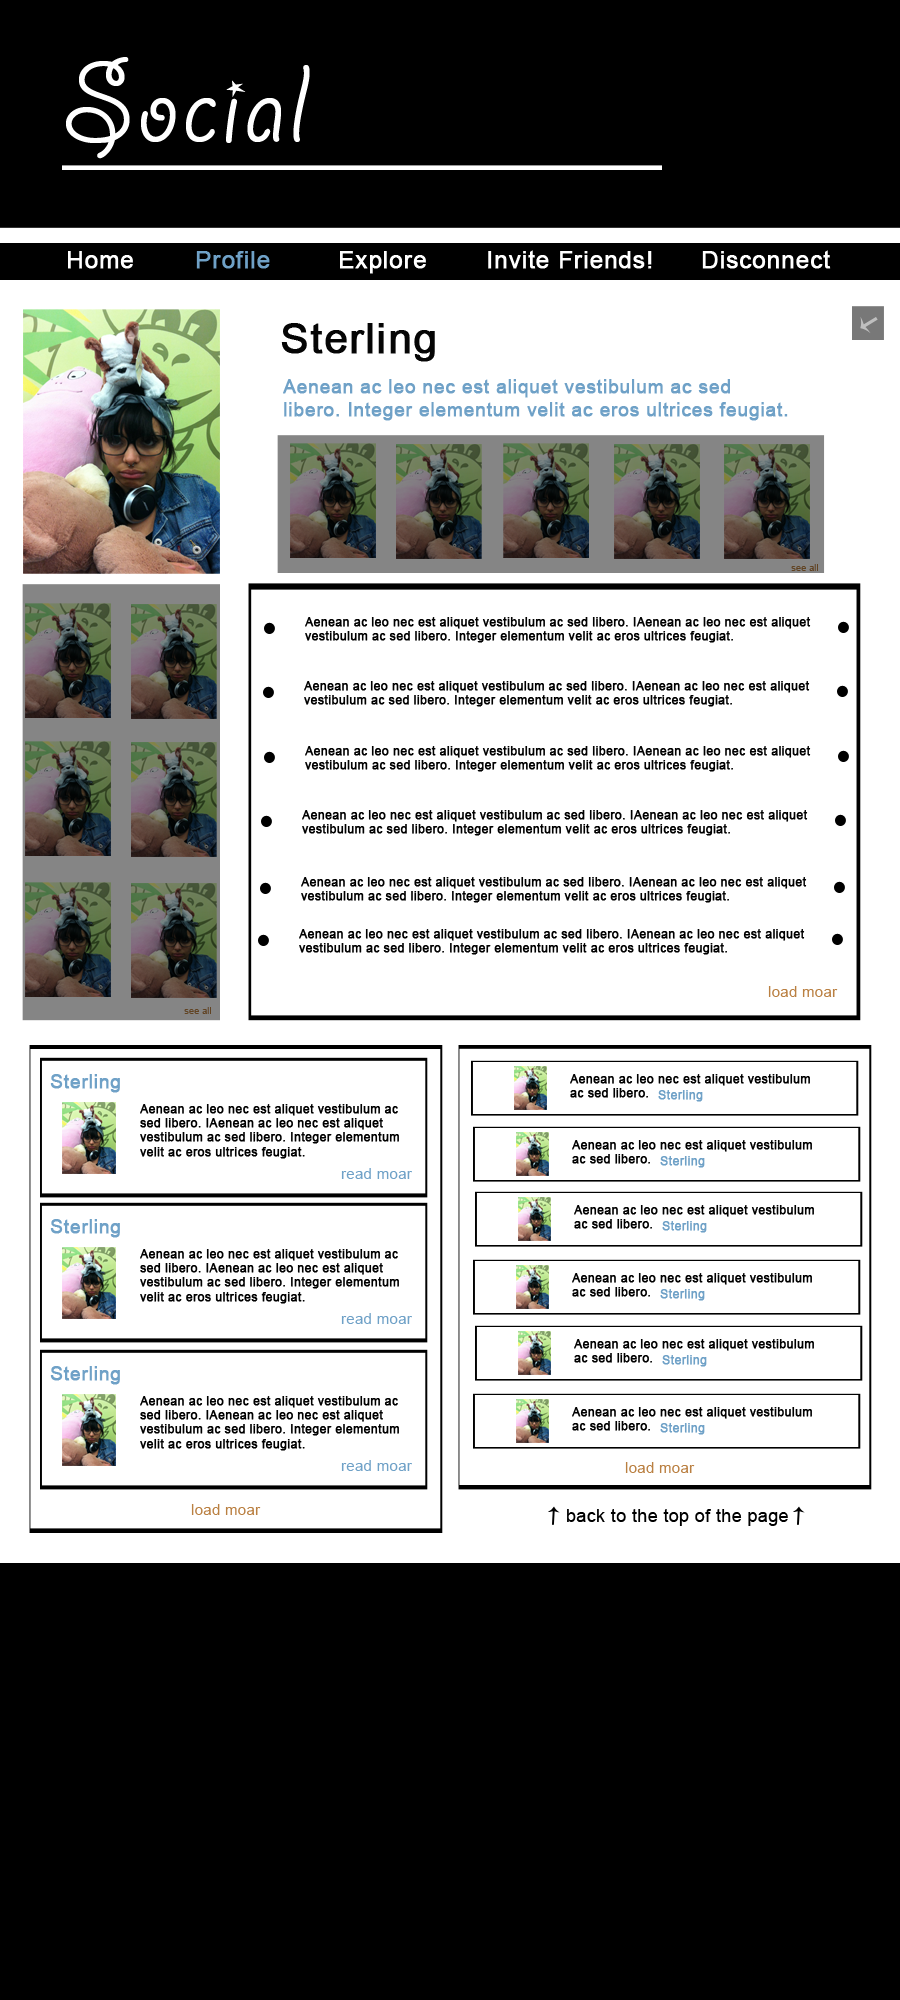 Social
Home Profile Explore Invite Friends! Disconnect
Sterling
Aenean ac leo nec est aliquet vestibulum ac sed
libero. Integer elementum velit ac eros ultrices feugiat.
see all
Aenean ac leo nec est aliquet vestibulum ac sed libero. IAenean ac leo nec est aliquet
vestibulum ac sed libero. Integer elementum velit ac eros ultrices feugiat.
Aenean ac leo nec est aliquet vestibulum ac sed libero. IAenean ac leo nec est aliquet
vestibulum ac sed libero. Integer elementum velit ac eros ultrices feugiat.
Aenean ac leo nec est aliquet vestibulum ac sed libero. IAenean ac leo nec est aliquet
vestibulum ac sed libero. Integer elementum velit ac eros ultrices feugiat.
Aenean ac leo nec est aliquet vestibulum ac sed libero. IAenean ac leo nec est aliquet
vestibulum ac sed libero. Integer elementum velit ac eros ultrices feugiat.
Aenean ac leo nec est aliquet vestibulum ac sed libero. IAenean ac leo nec est aliquet
vestibulum ac sed libero. Integer elementum velit ac eros ultrices feugiat.
Aenean ac leo nec est aliquet vestibulum ac sed libero. IAenean ac leo nec est aliquet
vestibulum ac sed libero. Integer elementum velit ac eros ultrices feugiat.
load moar
see all
Sterling
Aenean ac leo nec est aliquet vestibulum ac
sed libero. IAenean ac leo nec est aliquet
vestibulum ac sed libero. Integer elementum
velit ac eros ultrices feugiat.
read moar
Sterling
Aenean ac leo nec est aliquet vestibulum ac
sed libero. IAenean ac leo nec est aliquet
vestibulum ac sed libero. Integer elementum
velit ac eros ultrices feugiat.
read moar
Sterling
Aenean ac leo nec est aliquet vestibulum ac
sed libero. IAenean ac leo nec est aliquet
vestibulum ac sed libero. Integer elementum
velit ac eros ultrices feugiat.
read moar
load moar
Aenean ac leo nec est aliquet vestibulum
ac sed libero. Sterling
Aenean ac leo nec est aliquet vestibulum
ac sed libero. Sterling
Aenean ac leo nec est aliquet vestibulum
ac sed libero. Sterling
Aenean ac leo nec est aliquet vestibulum
ac sed libero. Sterling
Aenean ac leo nec est aliquet vestibulum
ac sed libero. Sterling
Aenean ac leo nec est aliquet vestibulum
ac sed libero. Sterling
load moar
↑ back to the top of the page ↑